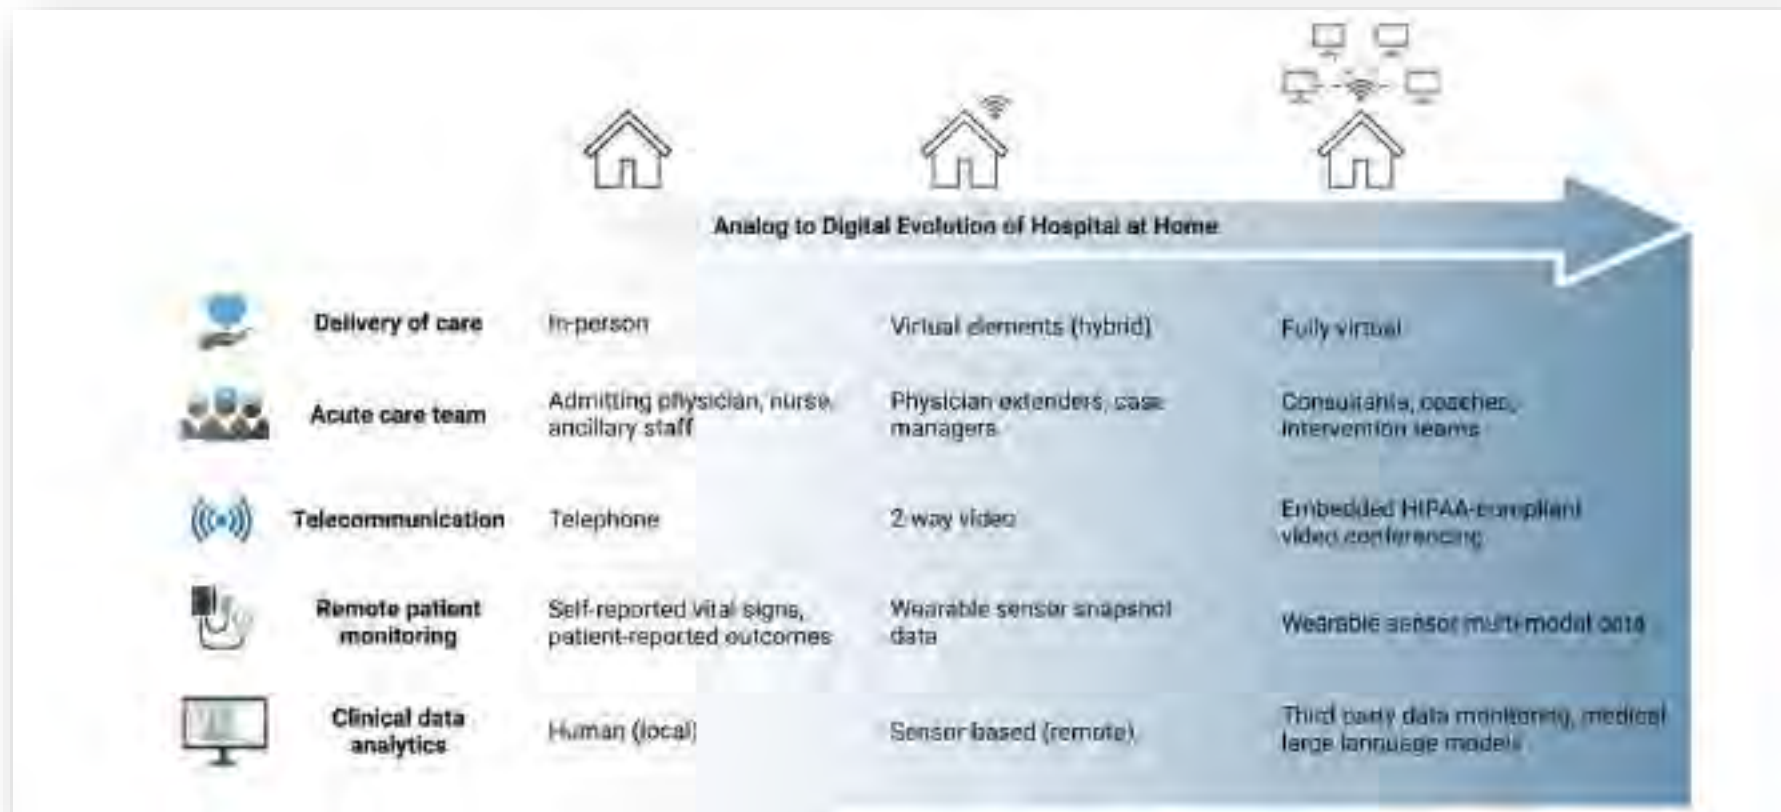 Analog to Digital Evolution of Hospital at Home
Delivery of care
In-person
Virtual elements (hybrid)
Fully virtual
Acute care team
Admitting physician, nurse,
ancillary staff
Physician extenders, case
managers
Consultants, coaches,
intervention teams
Telecommunication
Telephone
2-way video
Embedded HIPAA-compliant
video conferencing
Remote patient
monitoring
Self-reported vital signs,
patient-reported outcomes
Wearable sensor snapshot
data
Wearable sensor multi-modal data
Clinical data
analytics
Human (local)
Sensor based (remote)
Third party data monitoring, medical
large language models